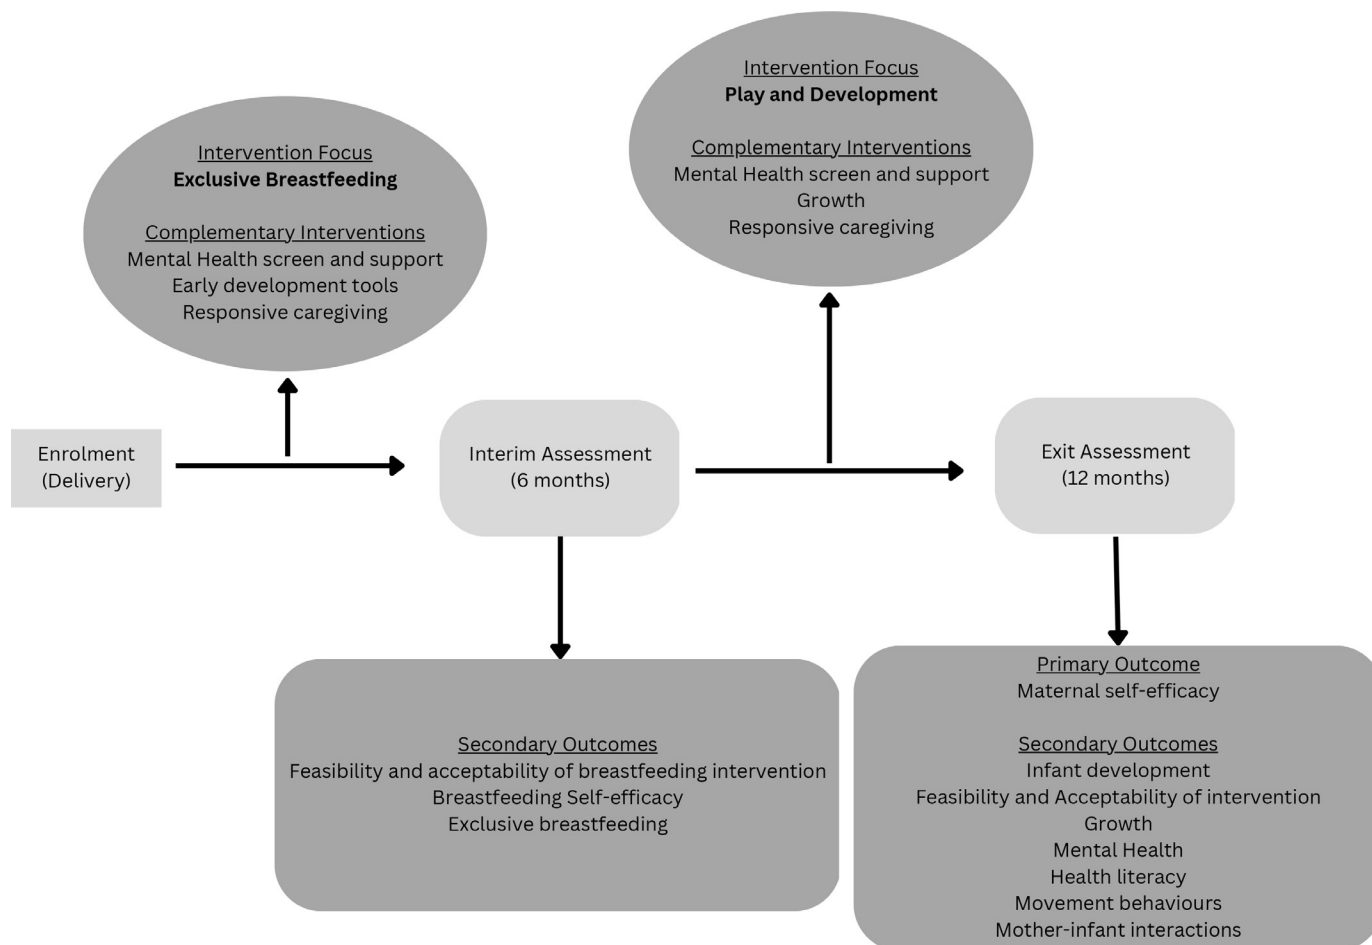 Intervention Focus
Exclusive Breastfeeding
Complementary Interventions
Mental Health screen and support
Early development tools
Responsive caregiving
Intervention Focus
Play and Development
Complementary Interventions
Mental Health screen and support
Growth
Responsive caregiving
Enrolment
(Delivery)
Interim Assessment
(6 months)
Exit Assessment
(12 months)
Secondary Outcomes
Feasibility and acceptability of breastfeeding intervention
Breastfeeding Self-efficacy
Exclusive breastfeeding
Primary Outcome
Maternal self-efficacy
Secondary Outcomes
Infant development
Feasibility and Acceptability of intervention
Growth
Mental Health
Health literacy
Movement behaviours
Mother-infant interactions